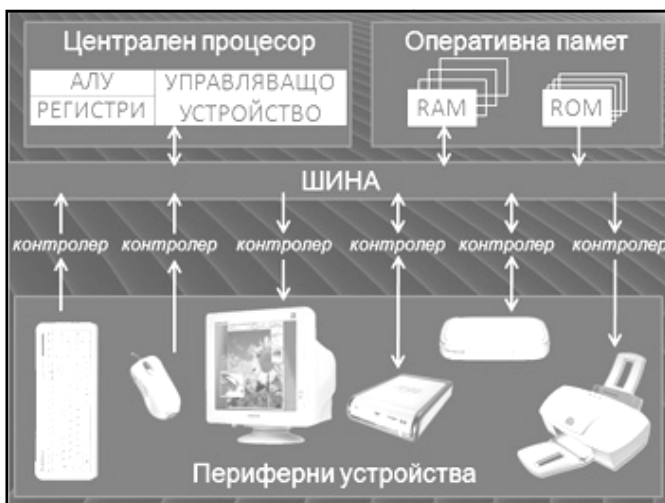 Централен процесор
Оперативна памет
АЛУ
РЕГИСТРИ
УПРАВЛЯВАЩО
УСТРОЙСТВО
RAM
ROM
ШИНА
контролер контролер контролер контролер контролер контролер
Периферни устройства